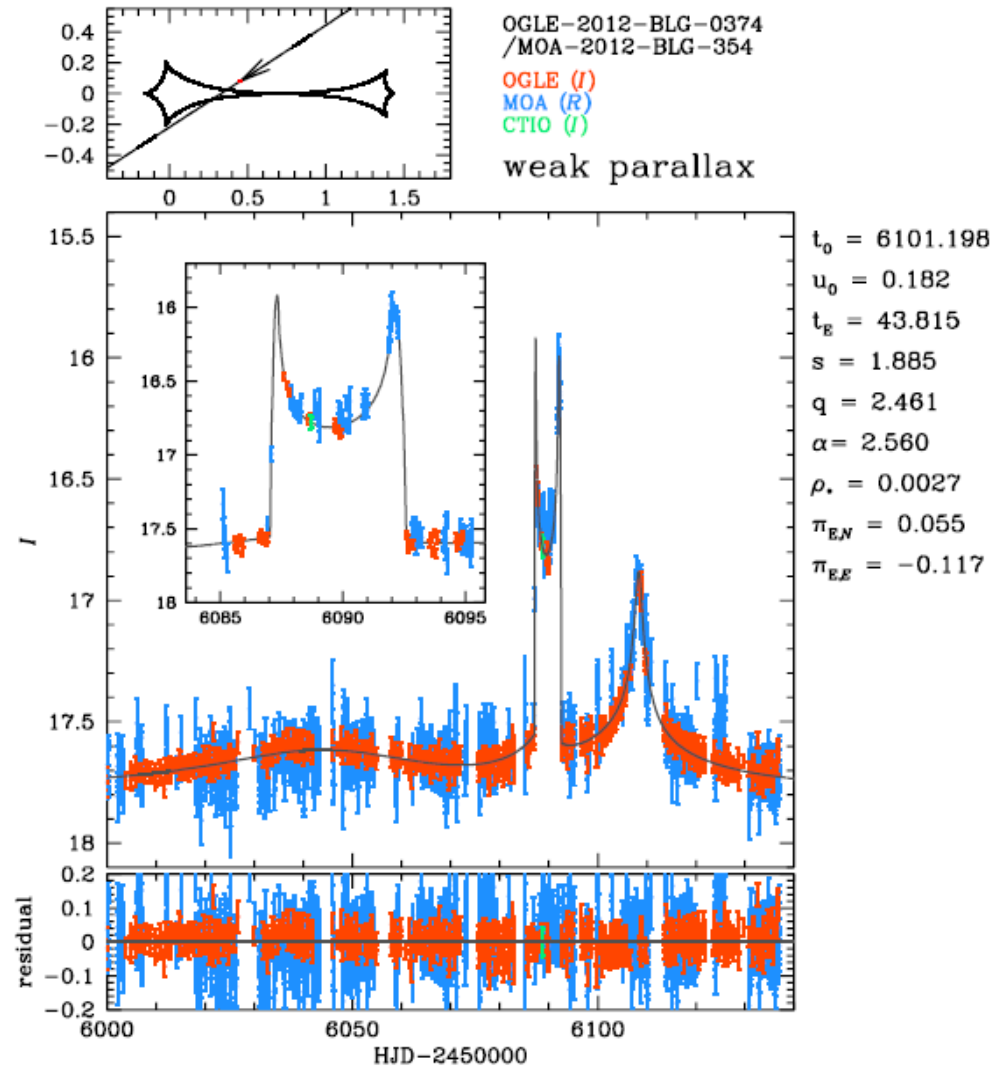 OGLE-2012-BLG-0374
/MOA-2012-BLG-354
OGLE (I)
MOA (R)
CTIO (I)
weak parallax
0.4
0.2
0
-0.2
-0.4
0 0.5 1 1.5
t₀ = 6101.198
u₀ = 0.182
t_E = 43.815
s = 1.885
q = 2.461
α= 2.560
ρ* = 0.0027
π_E,N = 0.055
π_E,E = -0.117
I
15.5
16
16.5
17
17.5
18
16
16.5
17
17.5
18
6085 6090 6095
residual
0.2
0.1
0
-0.1
-0.2
6000 6050 6100
HJD-2450000